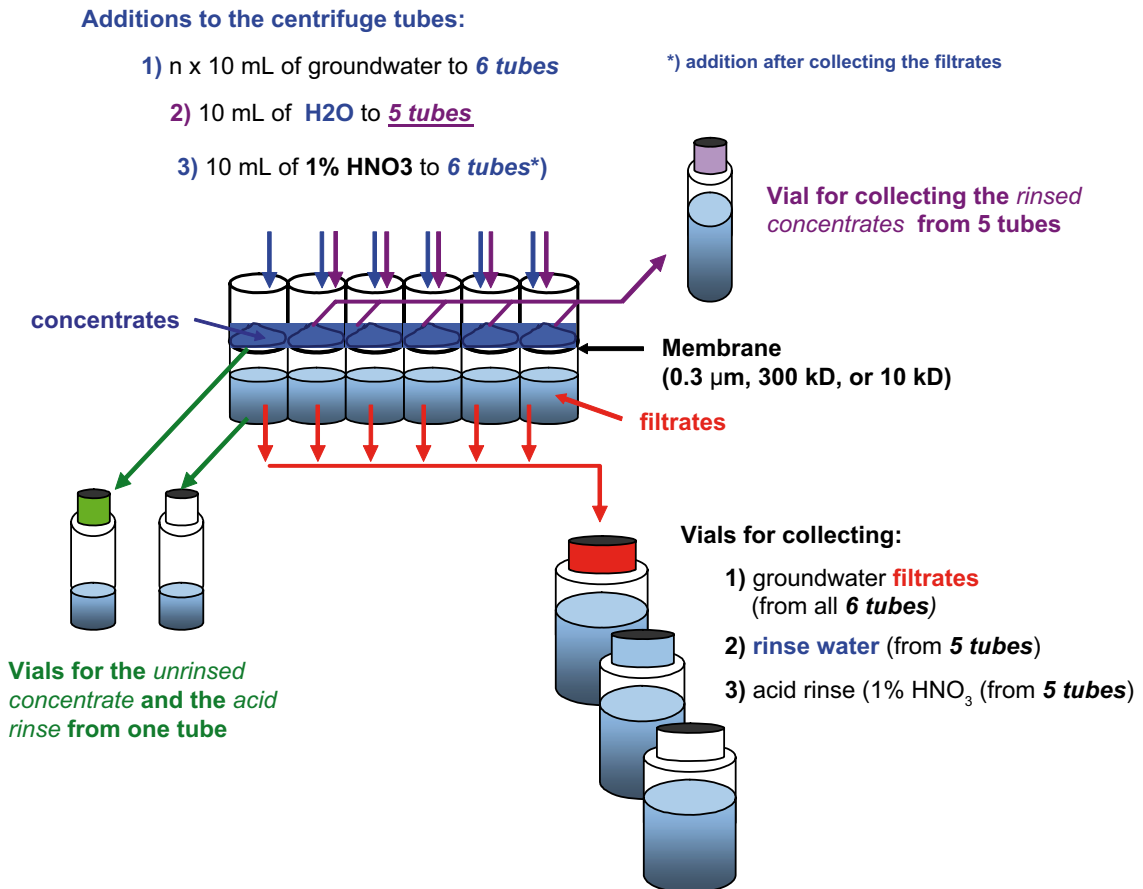 Additions to the centrifuge tubes:
1) n x 10 mL of groundwater to 6 tubes
*) addition after collecting the filtrates
2) 10 mL of H2O to 5 tubes
3) 10 mL of 1% HNO3 to 6 tubes*)
Vial for collecting the rinsed
concentrates from 5 tubes
concentrates
Membrane
(0.3 µm, 300 kD, or 10 kD)
filtrates
Vials for collecting:
1) groundwater filtrates
(from all 6 tubes)
2) rinse water (from 5 tubes)
3) acid rinse (1% HNO₃ (from 5 tubes)
Vials for the unrinsed
concentrate and the acid
rinse from one tube